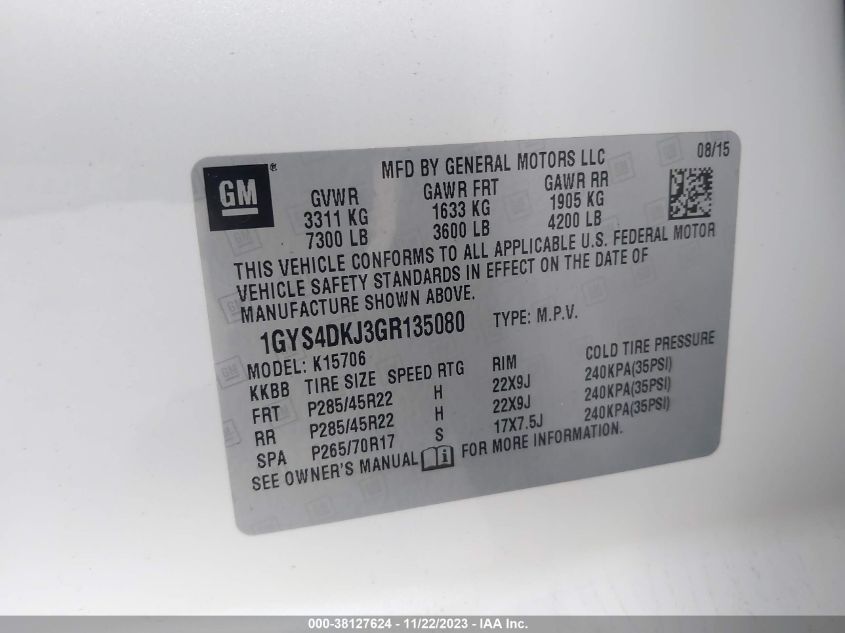 GM ®
MFD BY GENERAL MOTORS LLC 08/15
GVWR GAWR FRT GAWR RR
3311 KG 1633 KG 1905 KG
7300 LB 3600 LB 4200 LB
THIS VEHICLE CONFORMS TO ALL APPLICABLE U.S. FEDERAL MOTOR
VEHICLE SAFETY STANDARDS IN EFFECT ON THE DATE OF
MANUFACTURE SHOWN ABOVE.
1GYS4DKJ3GR135080 TYPE: M.P.V.
MODEL: K15706
KKBB TIRE SIZE SPEED RTG RIM COLD TIRE PRESSURE
FRT P285/45R22 H 22X9J 240KPA(35PSI)
RR P285/45R22 H 22X9J 240KPA(35PSI)
SPA P265/70R17 S 17X7.5J 240KPA(35PSI)
SEE OWNER'S MANUAL FOR MORE INFORMATION.
000-38127624 - 11/22/2023 - IAA Inc.